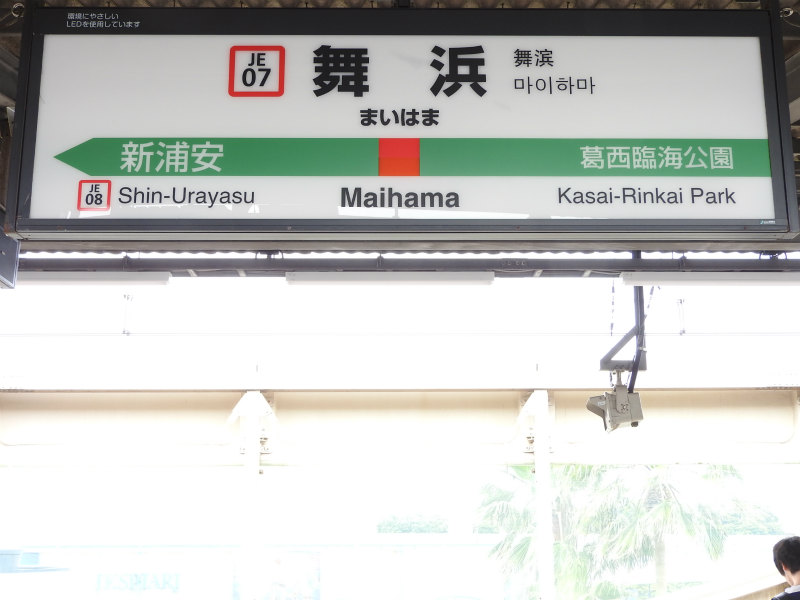 環境にやさしい
LEDを使用しています
JE
07
舞浜
舞滨
마이하마
まいはま
新浦安
葛西臨海公園
JE
08
Shin-Urayasu
Maihama
Kasai-Rinkai Park